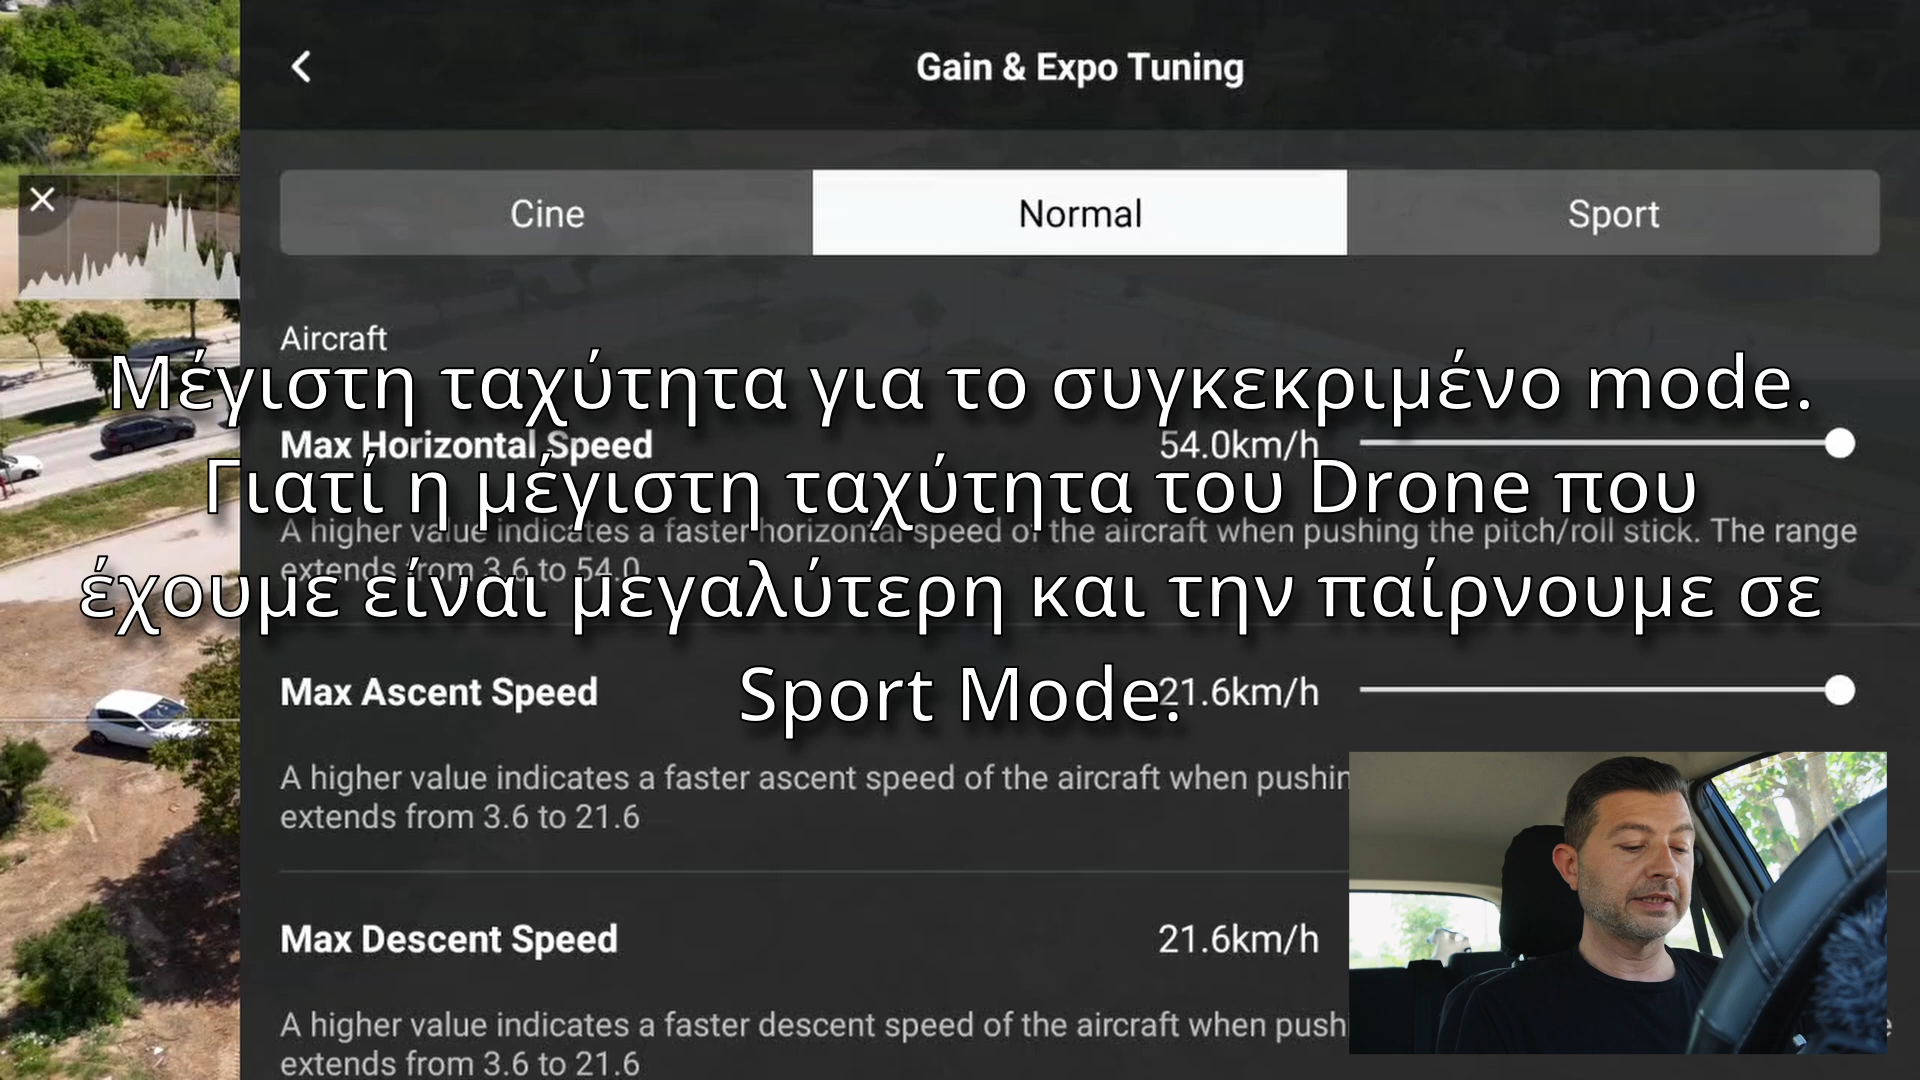 Gain & Expo Tuning
Cine
Normal
Sport
Aircraft
Μέγιστη ταχύτητα για το συγκεκριμένο mode.
Max Horizontal Speed
54.0km/h
Γιατί η μέγιστη ταχύτητα του Drone που
A higher value indicates a faster horizontal speed of the aircraft when pushing the pitch/roll stick. The range
extends from 3.6 to 54.0
έχουμε είναι μεγαλύτερη και την παίρνουμε σε
Max Ascent Speed
Sport Mode.
21.6km/h
A higher value indicates a faster ascent speed of the aircraft when
extends from 3.6 to 21.6
Max Descent Speed
21.6km/h
A higher value indicates a faster descent speed of the aircraft when
extends from 3.6 to 21.6